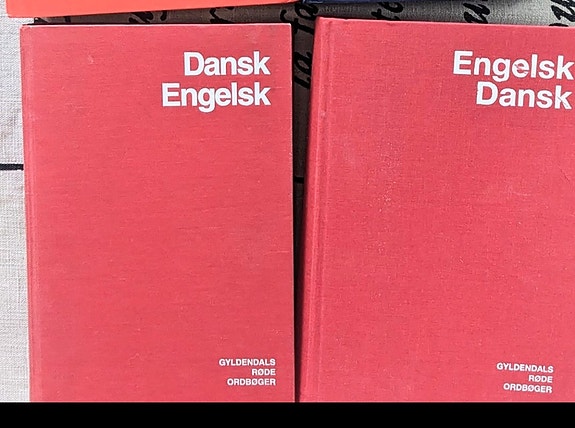 Dansk
Engelsk
GYLDENDALS
RØDE
ORDBØGER
Engelsk
Dansk
GYLDENDALS
RØDE
ORDBØGER